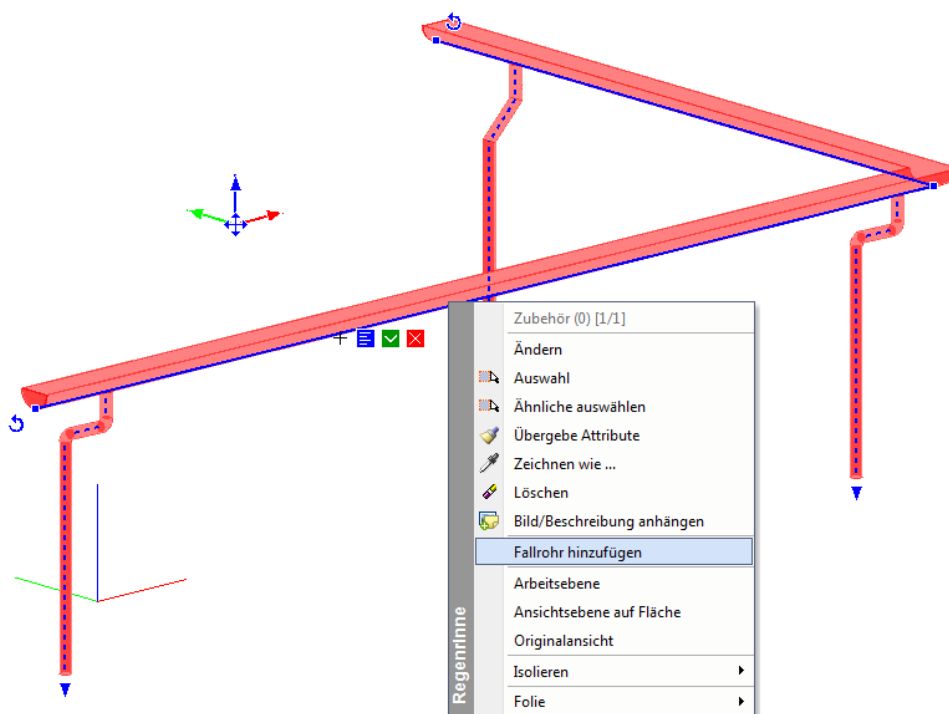 Zubehör (0) [1/1]
Ändern
Auswahl
Ähnliche auswählen
Übergebe Attribute
Zeichnen wie ...
Löschen
Bild/Beschreibung anhängen
Fallrohr hinzufügen
Arbeitsebene
Ansichtsebene auf Fläche
Originalansicht
Isolieren
Folie
Regenrinne